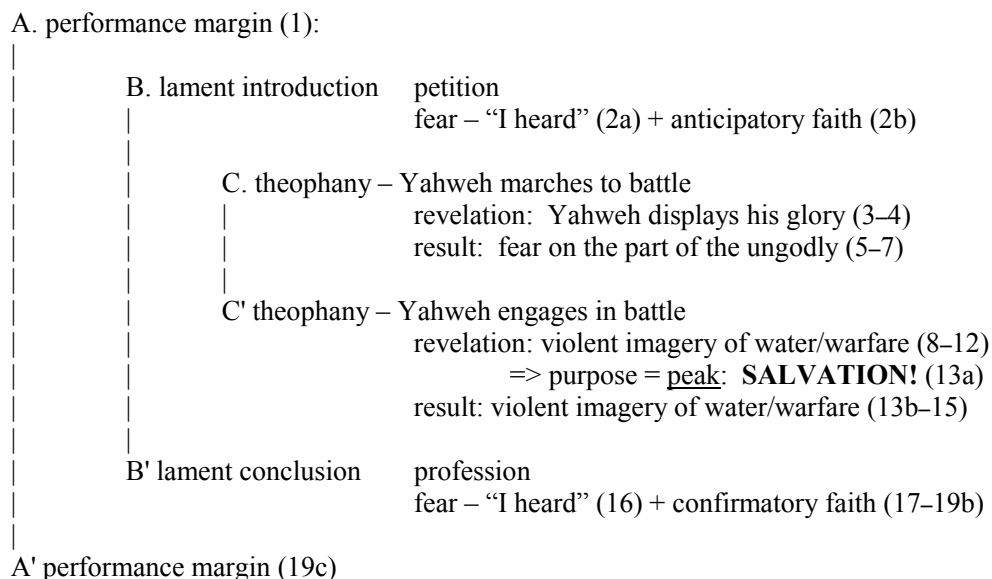 A. performance margin (1):
B. lament introduction petition
fear – “I heard” (2a) + anticipatory faith (2b)
C. theophany – Yahweh marches to battle
revelation: Yahweh displays his glory (3–4)
result: fear on the part of the ungodly (5–7)
C' theophany – Yahweh engages in battle
revelation: violent imagery of water/warfare (8–12)
=> purpose = peak: SALVATION! (13a)
result: violent imagery of water/warfare (13b–15)
B' lament conclusion profession
fear – “I heard” (16) + confirmatory faith (17–19b)
A' performance margin (19c)